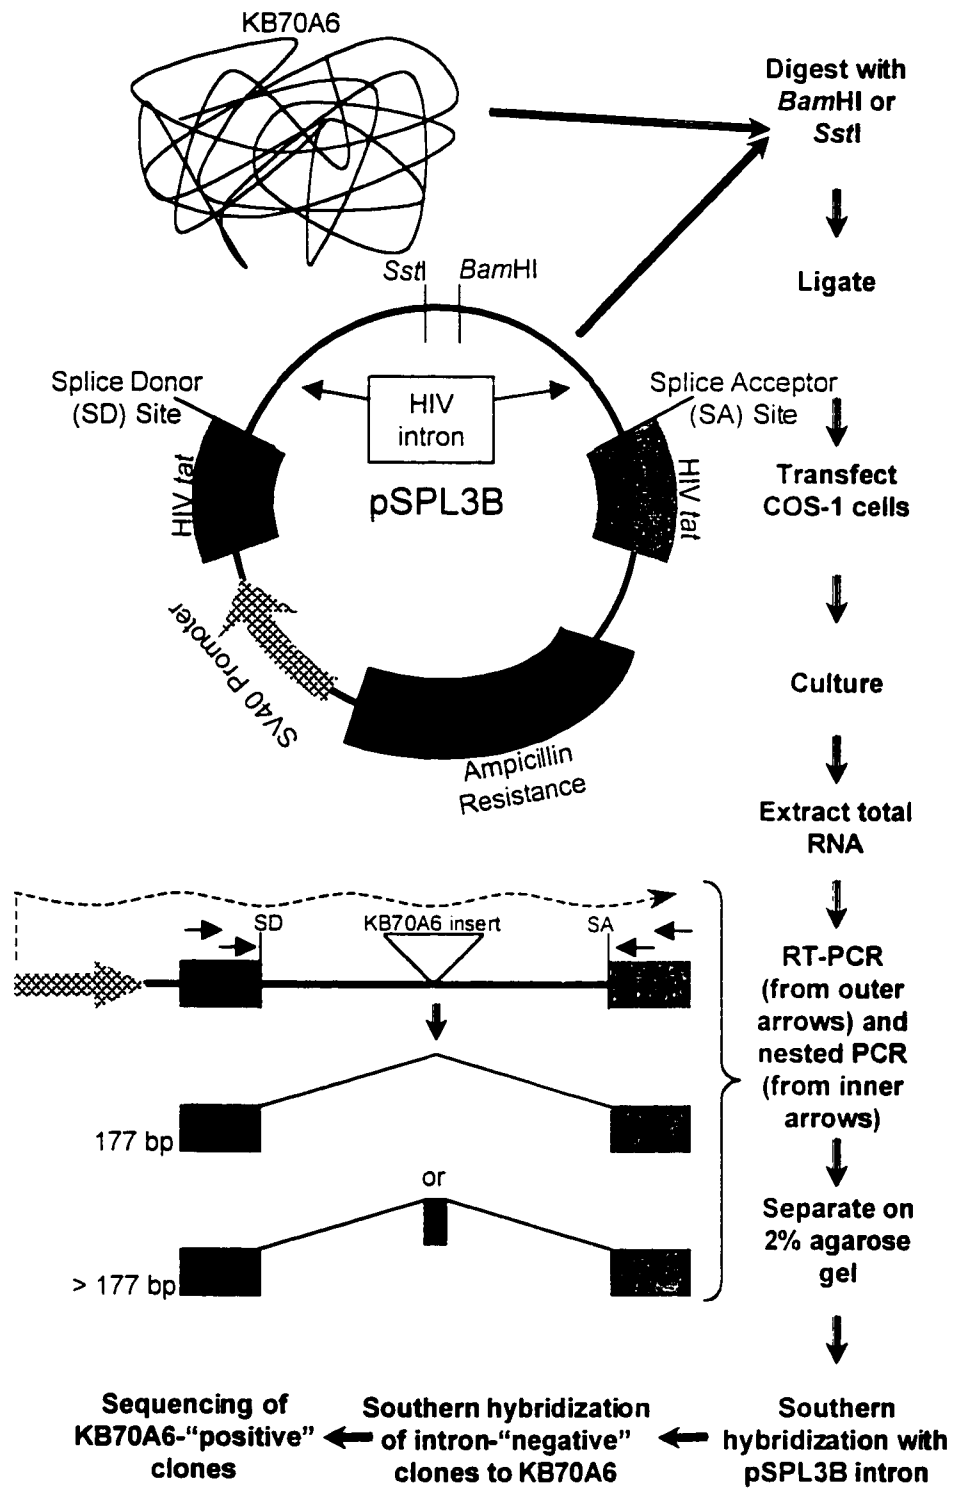 KB70A6
Digest with
BamHI or
SstI
Ligate
SstI
BamHI
Splice Donor
(SD) Site
Splice Acceptor
(SA) Site
HIV
intron
HIV tat
HIV tat
pSPL3B
Transfect
COS-1 cells
SV40 Promoter
Culture
Ampicillin
Resistance
Extract total
RNA
SD
KB70A6 insert
SA
RT-PCR
(from outer
arrows) and
nested PCR
(from inner
arrows)
177 bp
or
> 177 bp
Separate on
2% agarose
gel
Southern
hybridization with
pSPL3B intron
Southern hybridization
of intron-“negative”
clones to KB70A6
Sequencing of
KB70A6-“positive”
clones